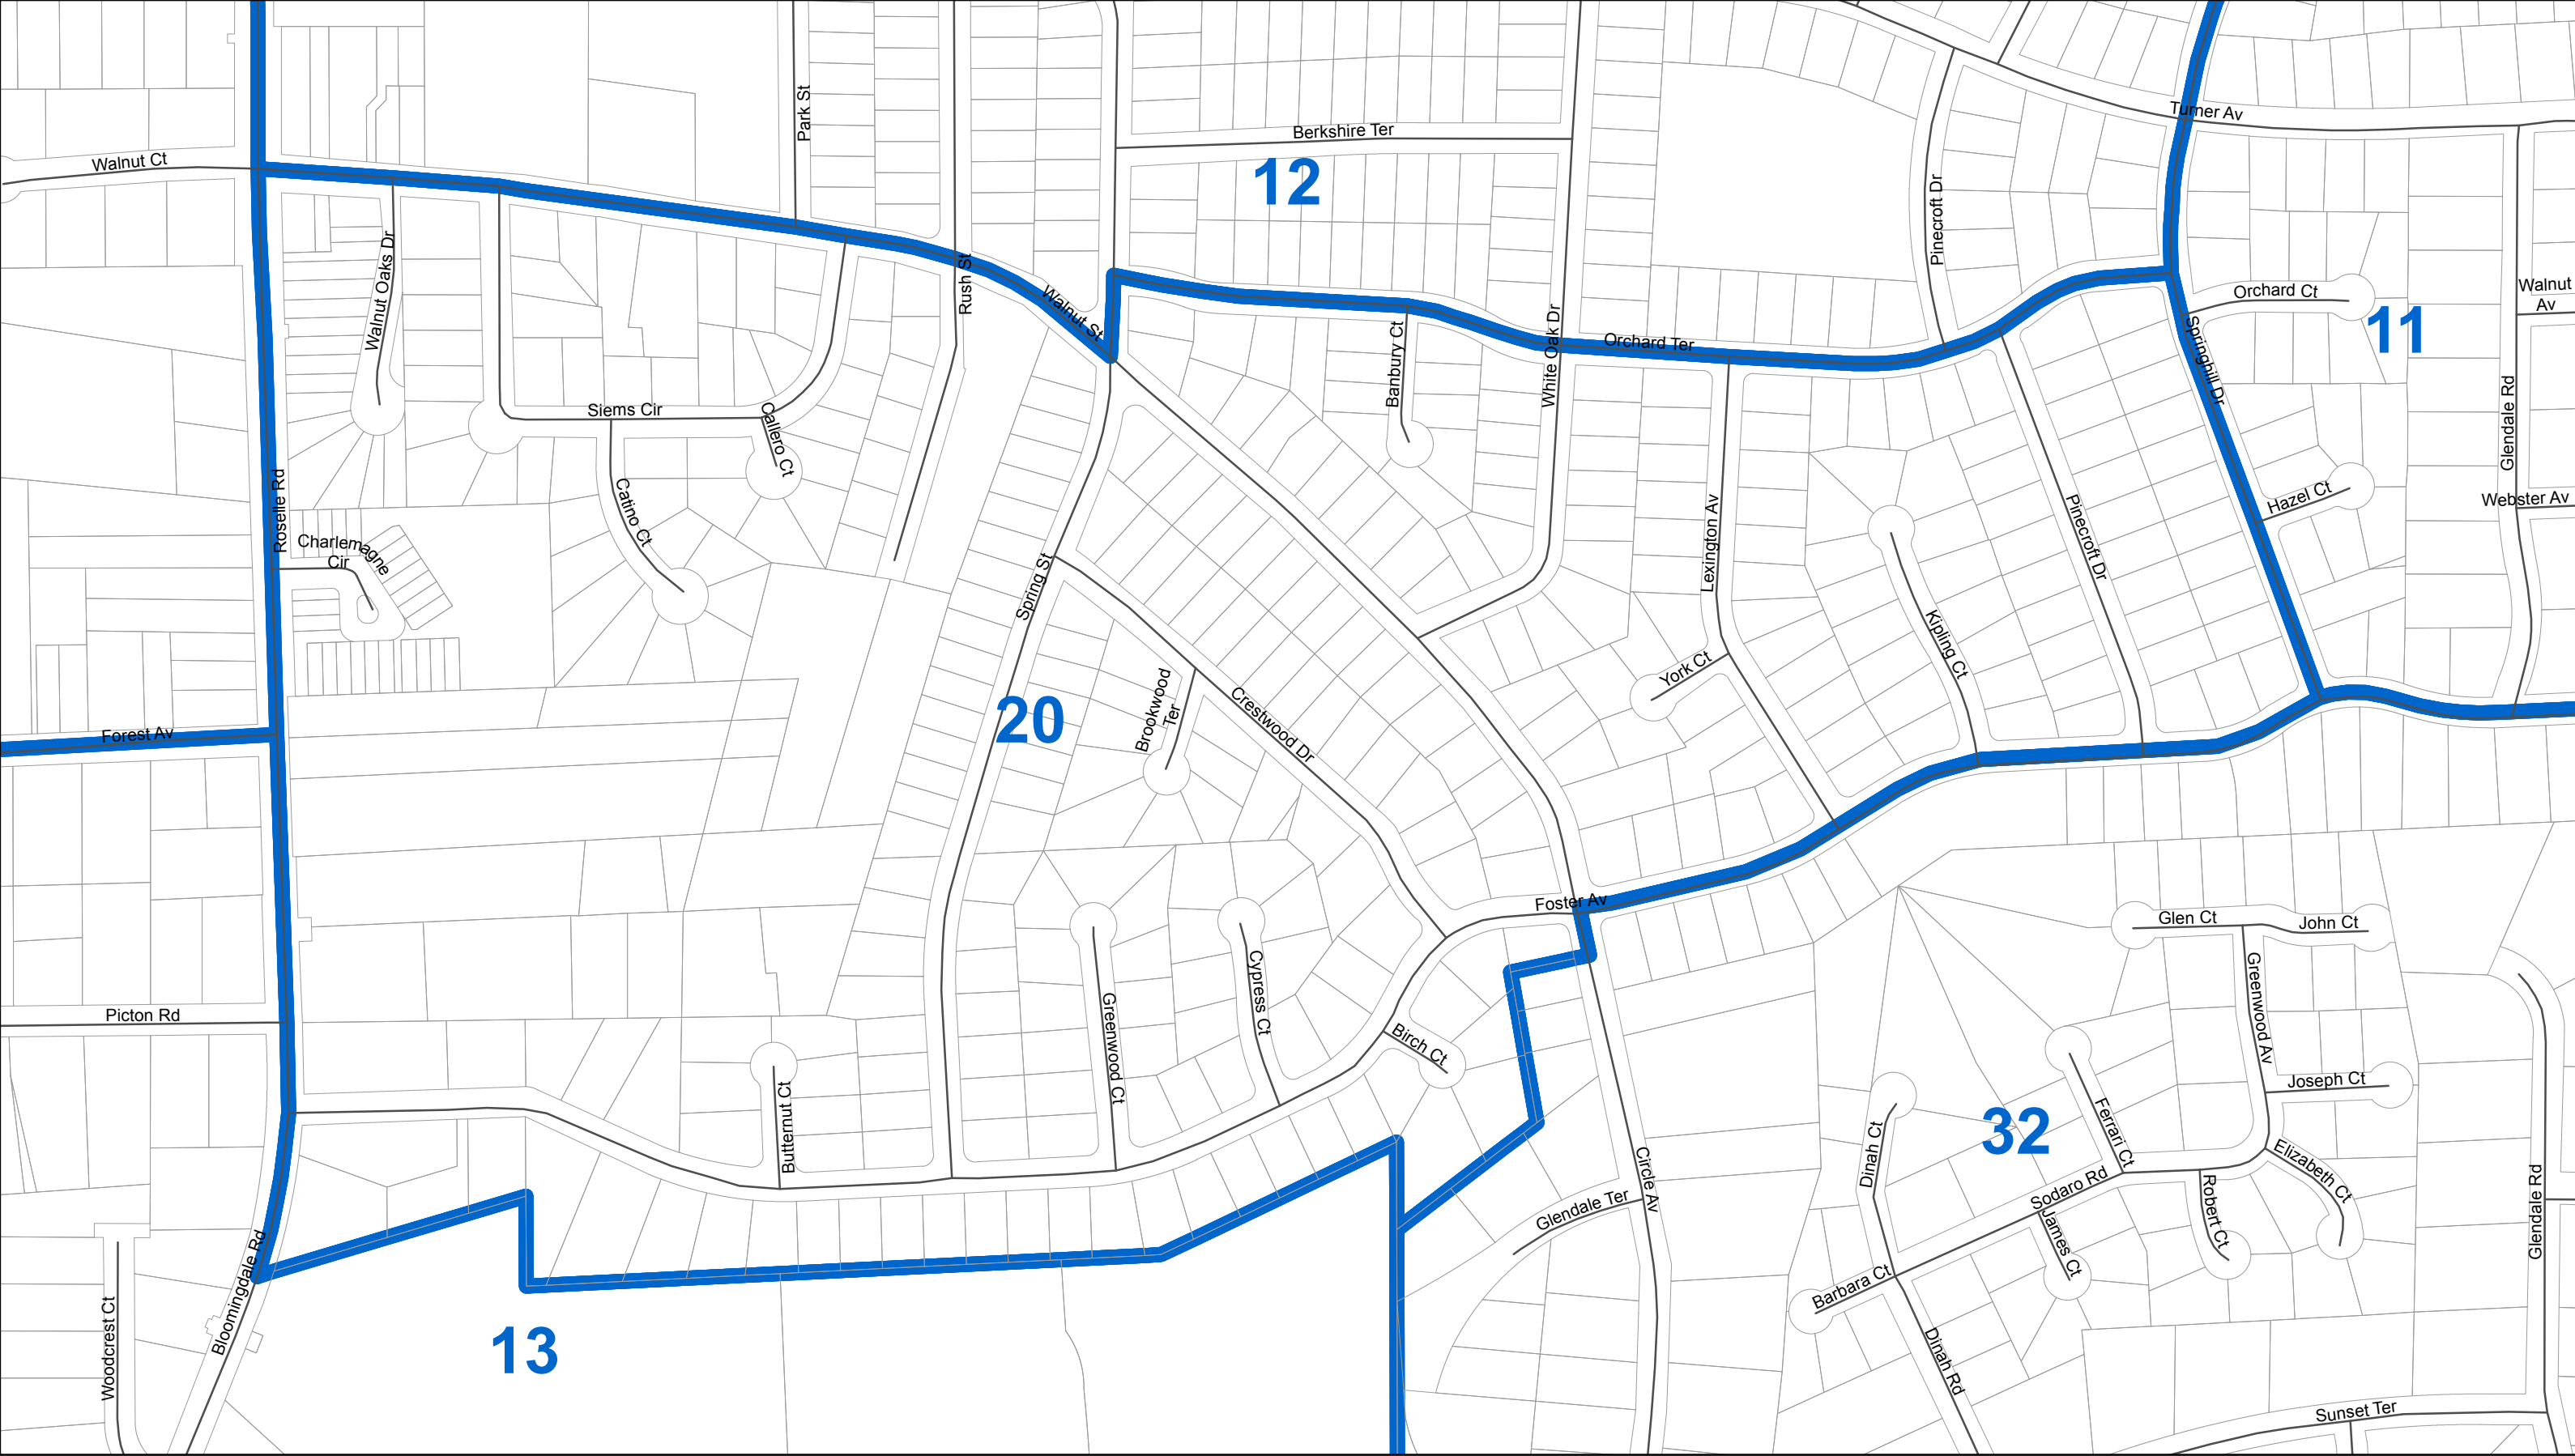 Park St
Turner Av
Berkshire Ter
Walnut Ct
12
Pinecroft Dr
Walnut Oaks Dr
Rush St
Walnut St
Orchard Ct
Walnut
Av
11
Springhill Dr
White Oak Dr
Orchard Ter
Banbury Ct
Siems Cir
Callero Ct
Glendale Rd
Roselle Rd
Catino Ct
Hazel Ct
Webster Av
Charlemagne
Cir
Lexington Av
Pinecroft Dr
Spring St
Kipling Ct
York Ct
Brookwood
Ter
Crestwood Dr
20
Forest Av
Foster Av
Glen Ct
John Ct
Cypress Ct
Greenwood Av
Greenwood Ct
Picton Rd
Birch Ct
Joseph Ct
Butternut Ct
Ferrari Ct
32
Dinah Ct
Elizabeth Ct
Circle Av
Sodaro Rd
Robert Ct
Glendale Ter
James Ct
Glendale Rd
Bloomingdale Rd
Barbara Ct
Woodcrest Ct
13
Dinah Rd
Sunset Ter